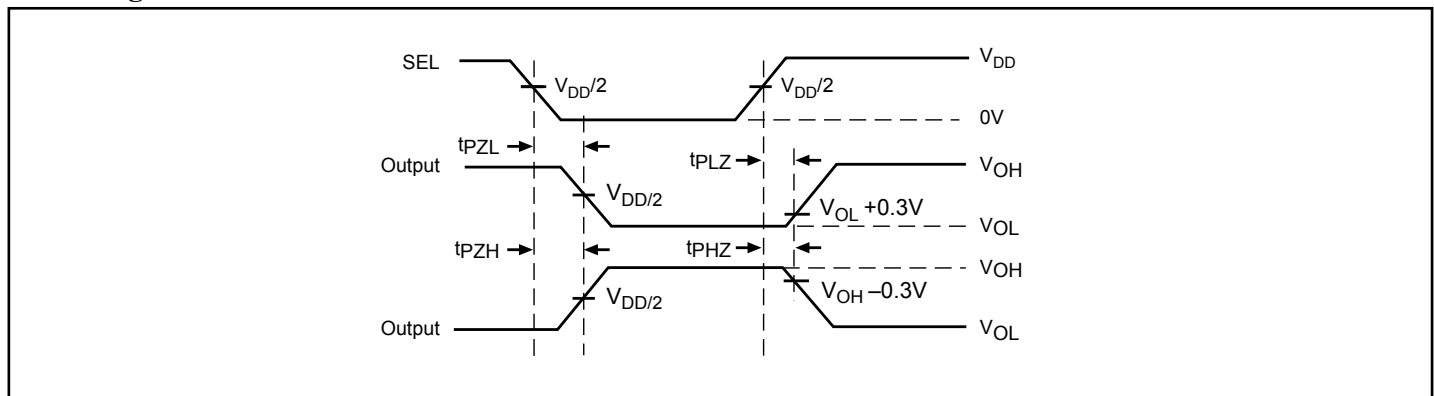 SEL
VDD/2
VDD/2
VDD
0V
tPZL
tPLZ
Output
VOH
VDD/2
VOL +0.3V
VOL
tPZH
tPHZ
VOH
VDD/2
VOH –0.3V
Output
VOL